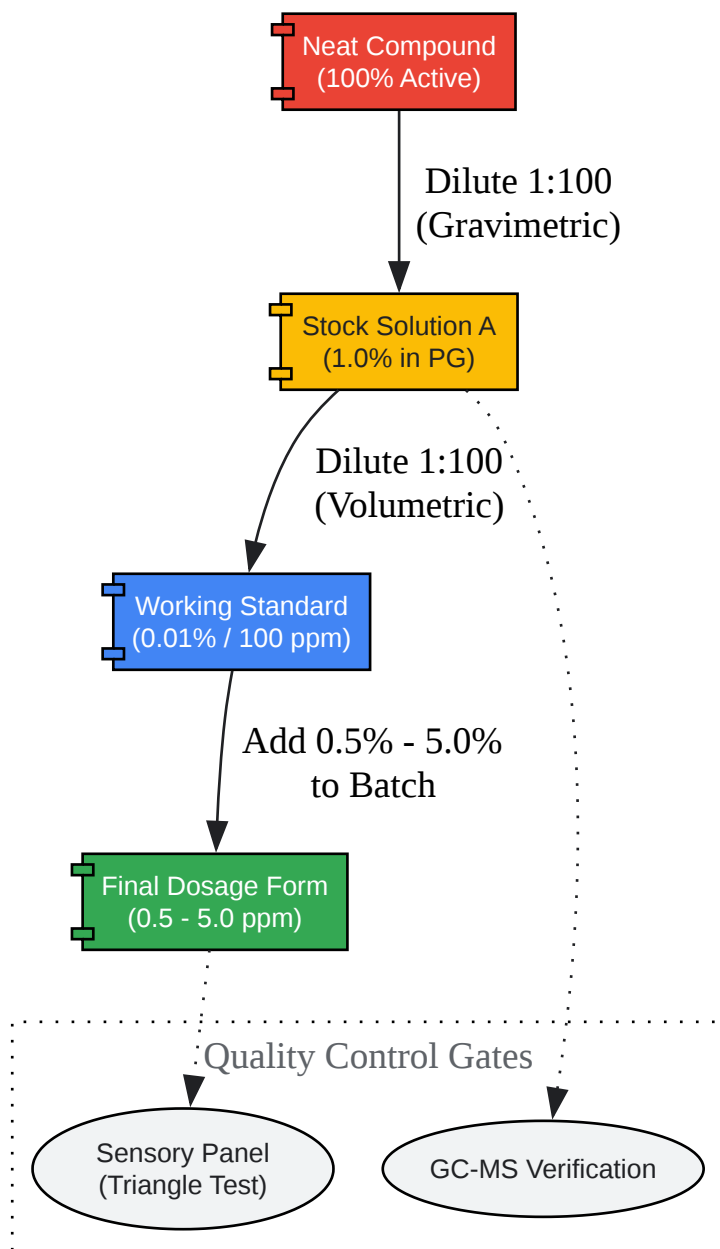 Neat Compound
(100% Active)
Dilute 1:100
(Gravimetric)
Stock Solution A
(1.0% in PG)
Dilute 1:100
(Volumetric)
Working Standard
(0.01% / 100 ppm)
Add 0.5% - 5.0%
to Batch
Final Dosage Form
(0.5 - 5.0 ppm)
Quality Control Gates
Sensory Panel
(Triangle Test)
GC-MS Verification